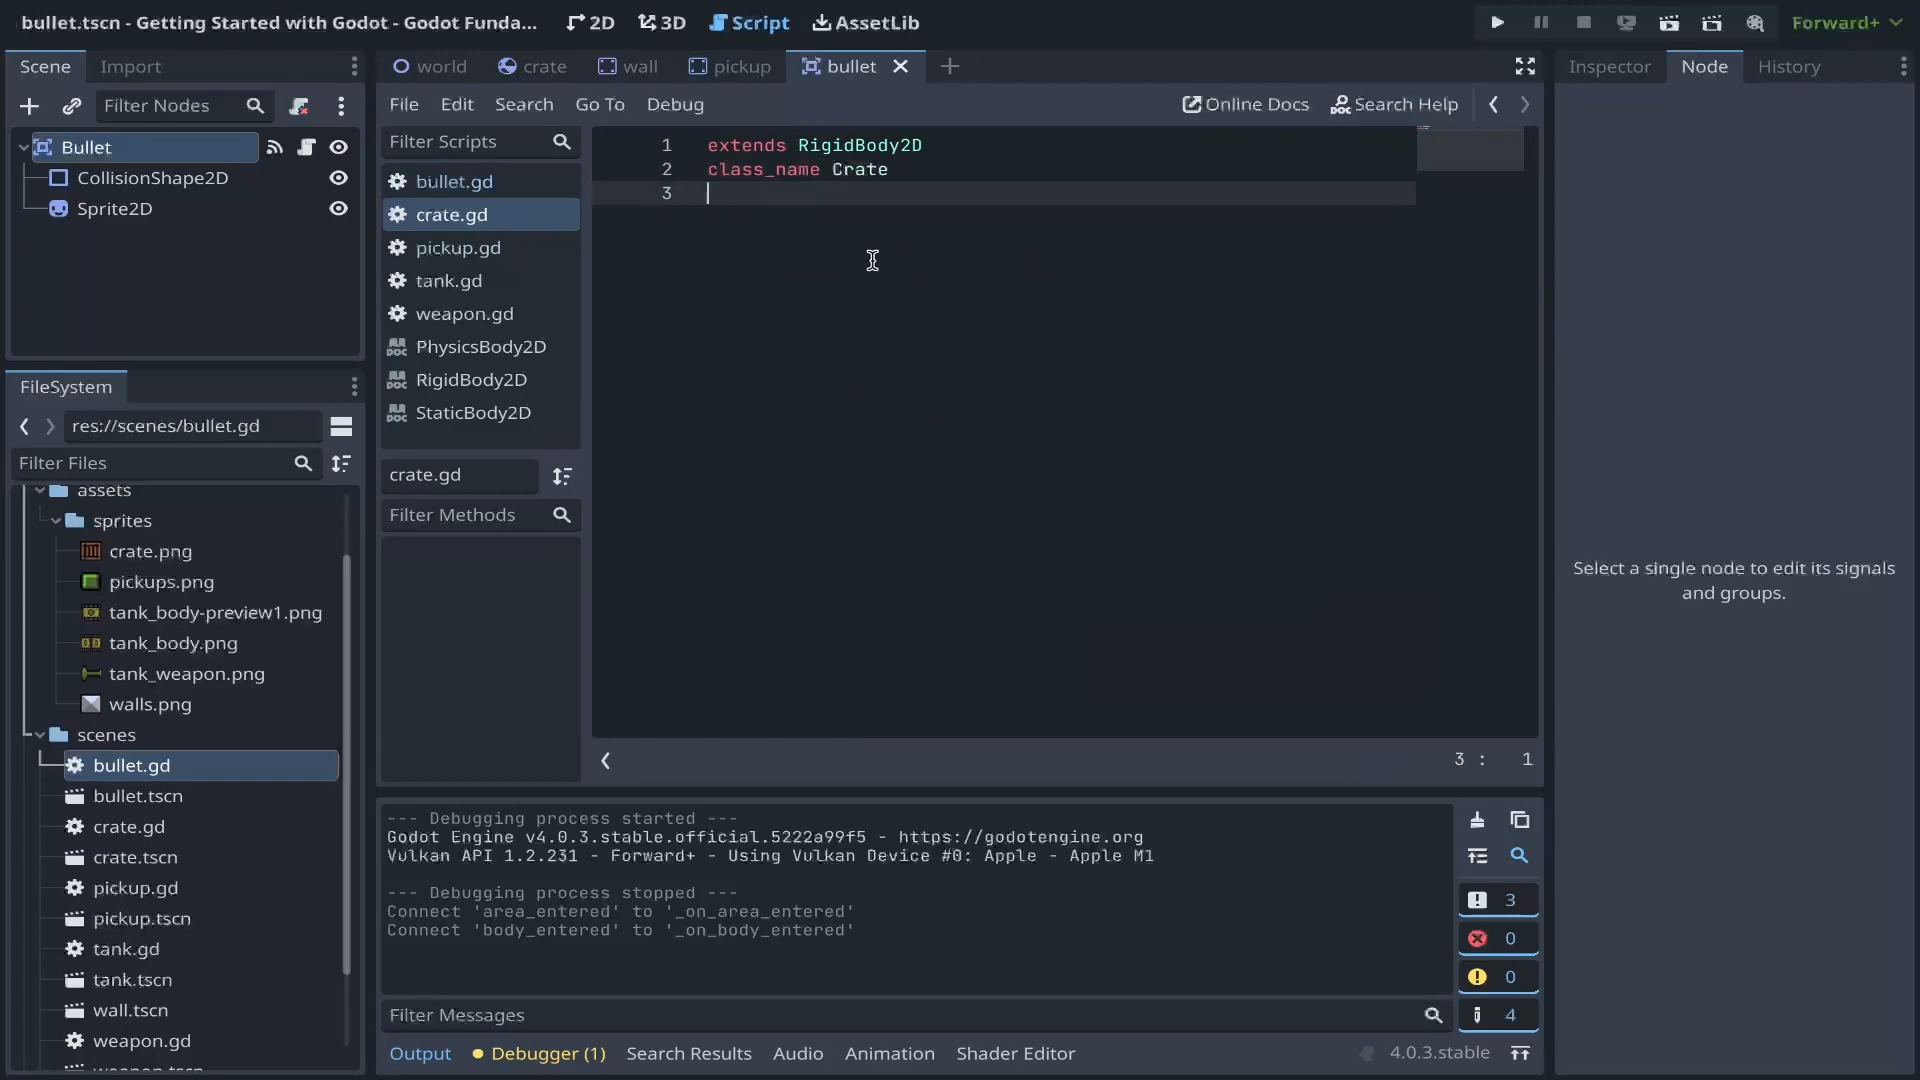 bullet.tscn - Getting Started with Godot - Godot Funda...
2D
3D
Script
AssetLib
Forward+
Scene
Import
Filter Nodes
Bullet
CollisionShape2D
Sprite2D
FileSystem
res://scenes/bullet.gd
Filter Files
assets
sprites
crate.png
pickups.png
tank_body-preview1.png
tank_body.png
tank_weapon.png
walls.png
scenes
bullet.gd
bullet.tscn
crate.gd
crate.tscn
pickup.gd
pickup.tscn
tank.gd
tank.tscn
wall.tscn
weapon.gd
world
crate
wall
pickup
bullet
File
Edit
Search
Go To
Debug
Online Docs
Search Help
Filter Scripts
bullet.gd
crate.gd
pickup.gd
tank.gd
weapon.gd
PhysicsBody2D
RigidBody2D
StaticBody2D
crate.gd
Filter Methods
1 extends RigidBody2D
2 class_name Crate
3
3 : 1
--- Debugging process started ---
Godot Engine v4.0.3.stable.official.5222a99f5 - https://godotengine.org
Vulkan API 1.2.231 - Forward+ - Using Vulkan Device #0: Apple - Apple M1
--- Debugging process stopped ---
Connect 'area_entered' to '_on_area_entered'
Connect 'body_entered' to '_on_body_entered'
3
0
0
4
Filter Messages
Output
Debugger (1)
Search Results
Audio
Animation
Shader Editor
4.0.3.stable
Inspector
Node
History
Select a single node to edit its signals
and groups.